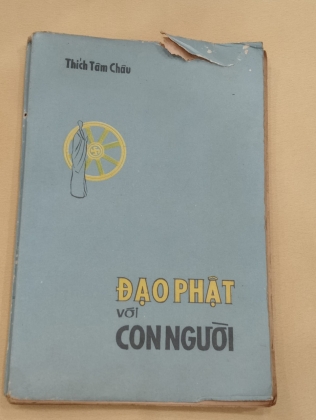 Thích Tâm Châu
ĐẠO PHẬT
với
CON NGƯỜI